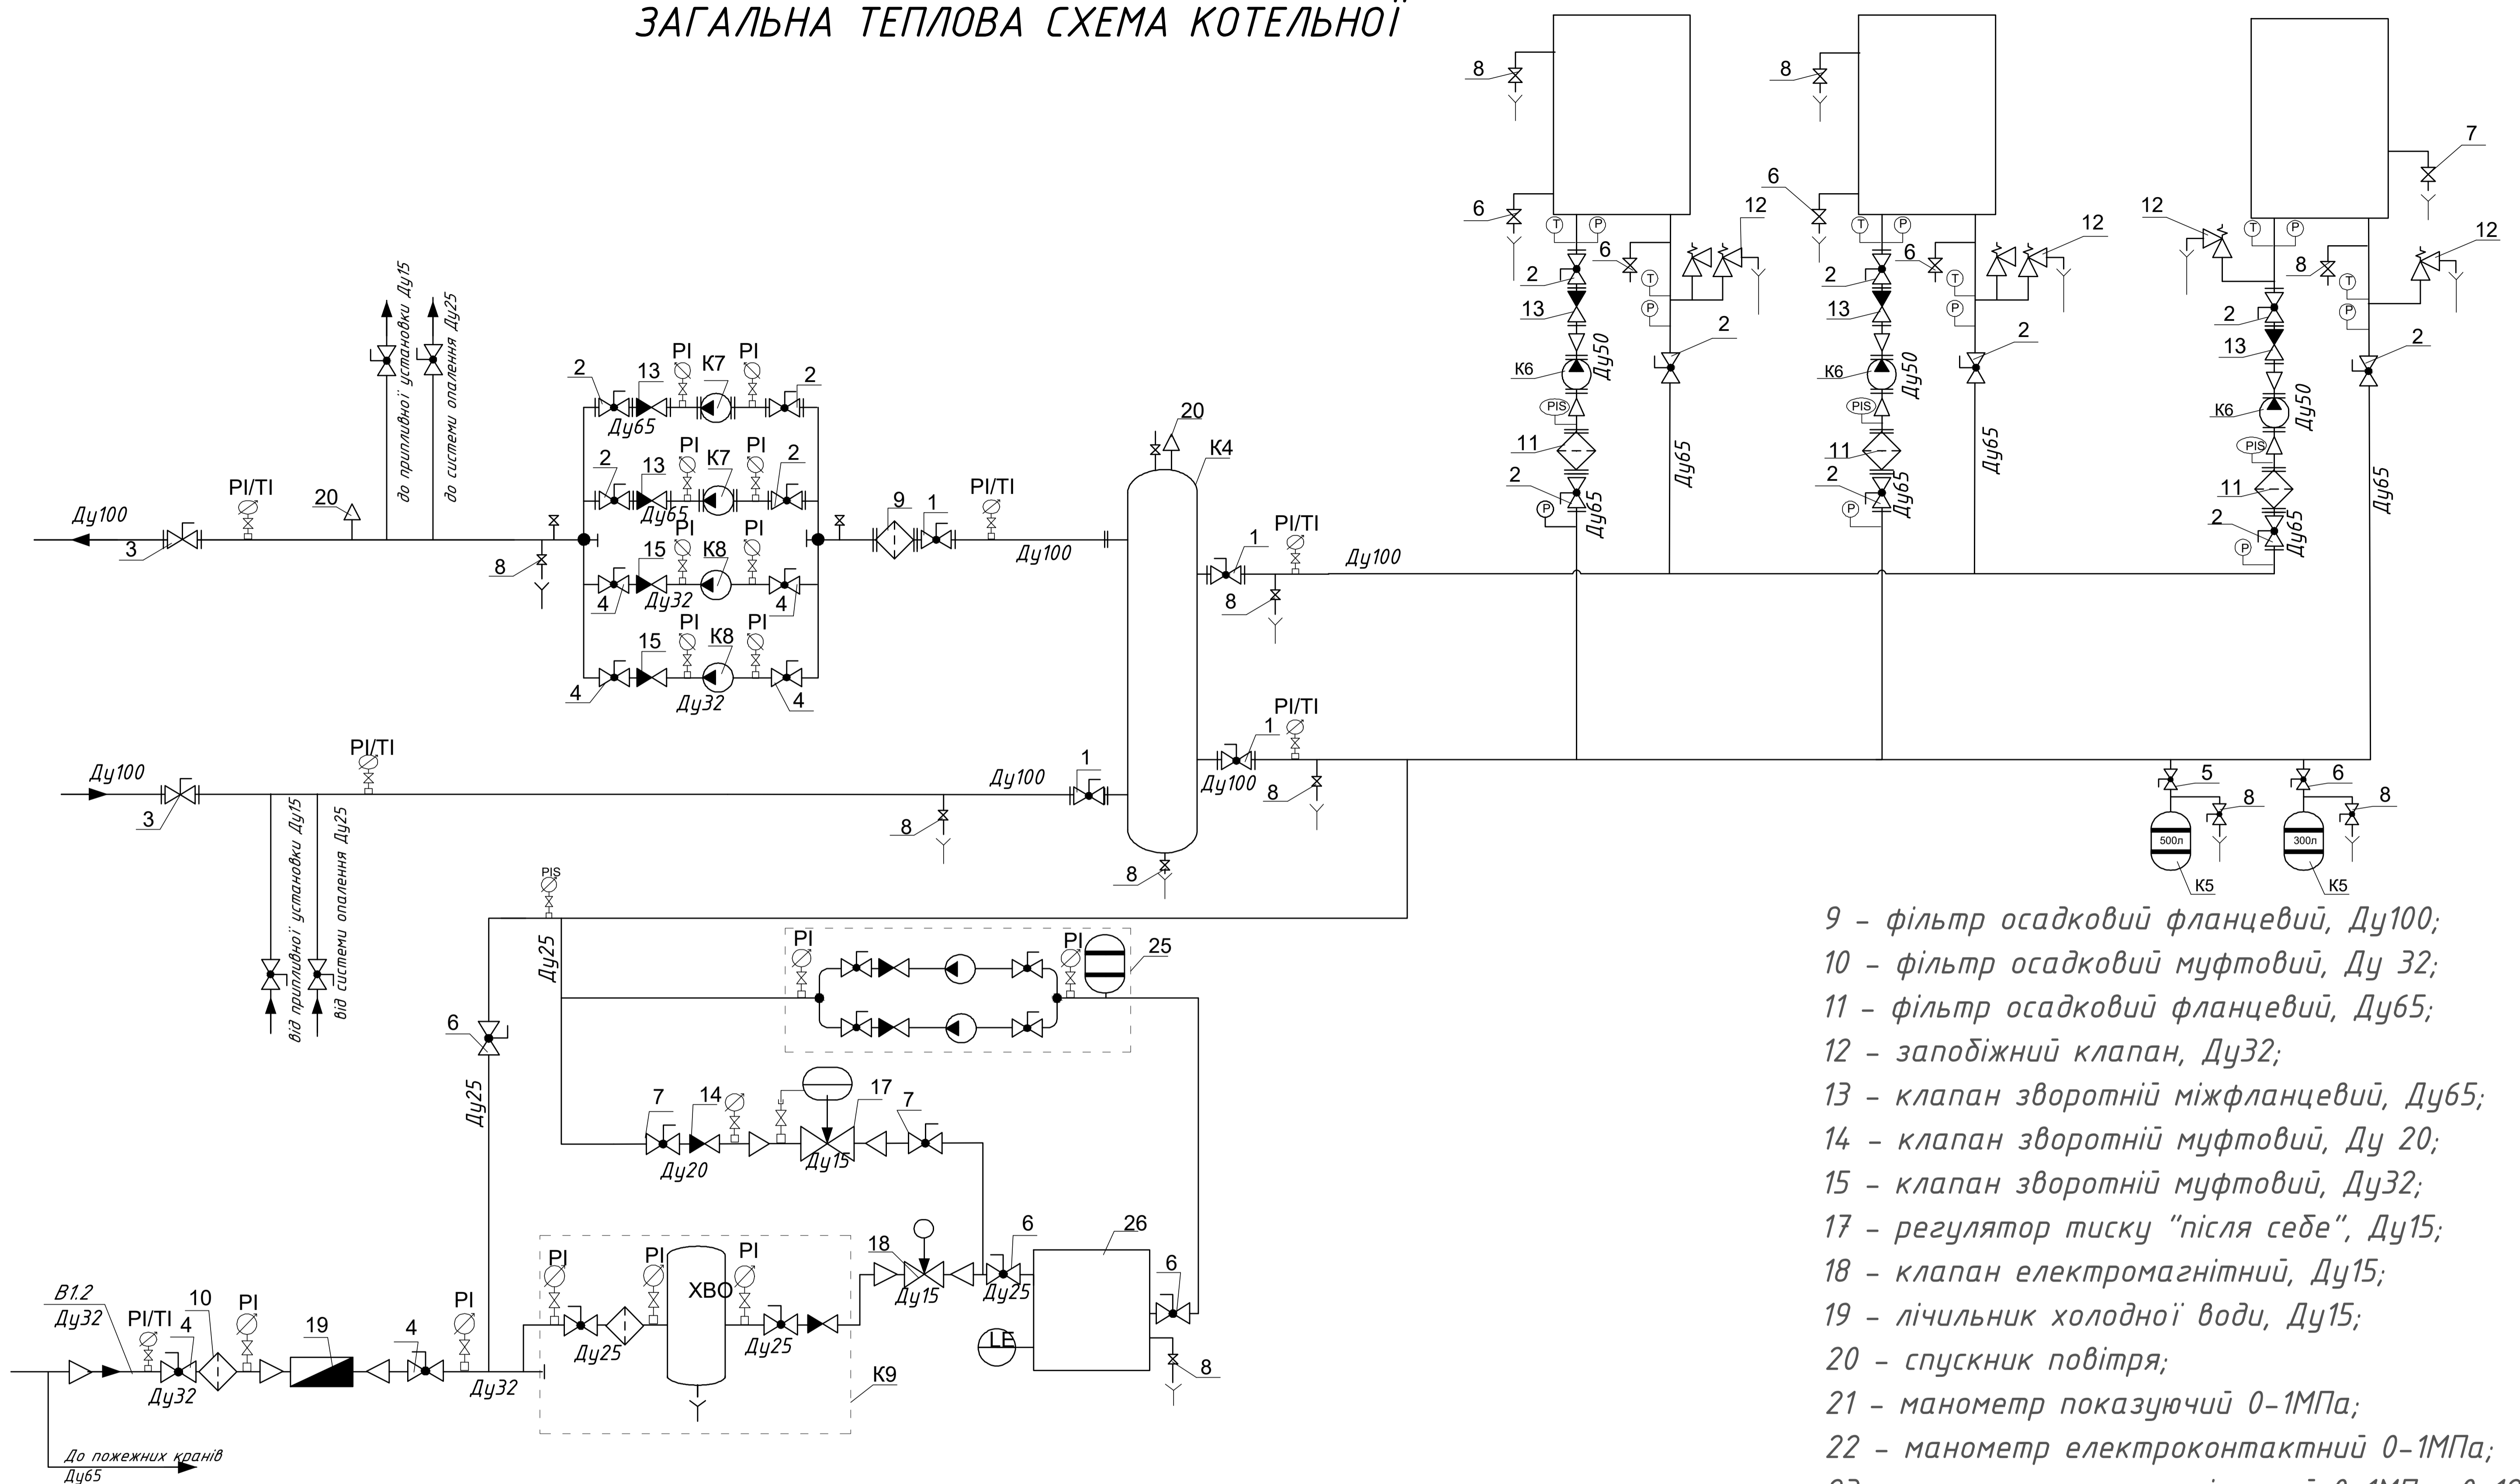 ЗАГАЛЬНА ТЕПЛОВА СХЕМА КОТЕЛЬНОЇ
8
8
7
6
6
12
12
12
12
T
P
T
P
T
P
6
6
8
2
2
2
T
T
T
P
P
P
13
13
13
2
2
2
К6
К6
К6
Ду50
Ду50
Ду50
PIS
PIS
PIS
11
11
11
2
2
2
Ду65
Ду65
Ду65
Ду65
Ду65
Ду65
P
P
P
до припливної установки Ду15
до системи опалення Ду25
2
13
PI
К7
PI
2
Ду65
2
13
PI
К7
PI
2
Ду65
15
PI
К8
PI
4
Ду32
4
15
PI
К8
PI
4
Ду32
4
Ду100
3
PI/TI
20
8
9
1
PI/TI
Ду100
20
К4
1
PI/TI
Ду100
8
PI/TI
1
Ду100
8
Ду100
3
PI/TI
8
Ду100
1
8
від припливної установки Ду15
від системи опалення Ду25
5
6
8
8
500л
300л
К5
К5
PIS
Ду25
6
Ду25
PI
PI
25
7
14
17
7
Ду20
Ду15
18
Ду15
6
Ду25
26
6
LE
8
PI
PI
ХВО
PI
Ду25
Ду25
К9
В1.2
Ду32
PI/TI
4
10
PI
19
4
PI
Ду32
Ду32
До пожежних кранів
Ду65
9 – фільтр осадковий фланцевий, Ду100;
10 – фільтр осадковий муфтовий, Ду 32;
11 – фільтр осадковий фланцевий, Ду65;
12 – запобіжний клапан, Ду32;
13 – клапан зворотній міжфланцевий, Ду65;
14 – клапан зворотній муфтовий, Ду 20;
15 – клапан зворотній муфтовий, Ду32;
17 – регулятор тиску "після себе", Ду15;
18 – клапан електромагнітний, Ду15;
19 – лічильник холодної води, Ду15;
20 – спускник повітря;
21 – манометр показуючий 0–1МПа;
22 – манометр електроконтактний 0–1МПа;